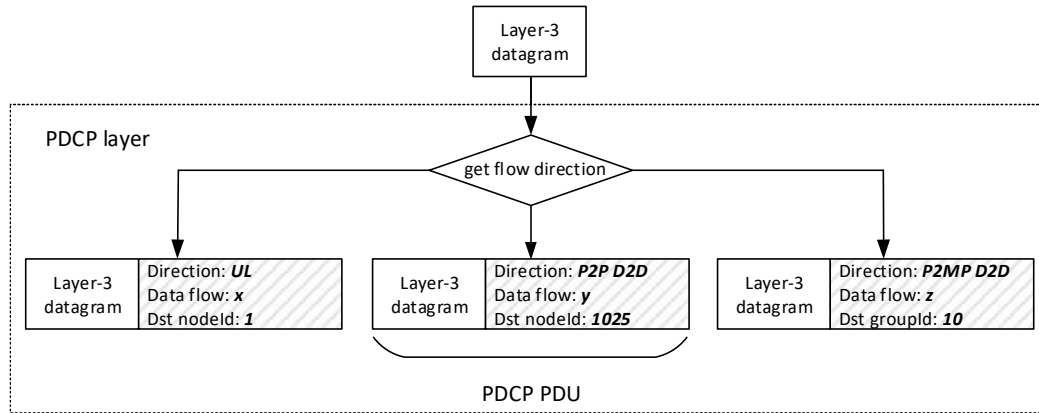 Layer-3
datagram
PDCP layer
get flow direction
Layer-3
datagram
Direction: UL
Data flow: x
Dst nodeId: 1
Layer-3
datagram
Direction: P2P D2D
Data flow: y
Dst nodeId: 1025
Layer-3
datagram
Direction: P2MP D2D
Data flow: z
Dst groupId: 10
PDCP PDU